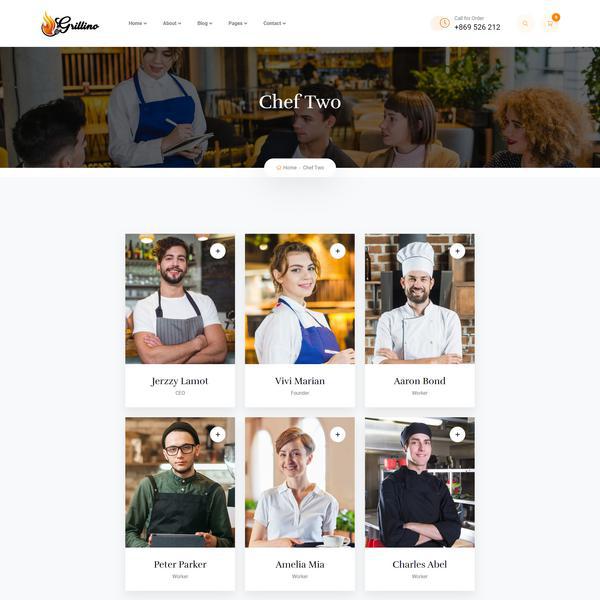 Grillino
Home
About
Blog
Pages
Contact
Call for Order
+869 526 212
0
Chef Two
Home - Chef Two
+
+
+
Jerzzy Lamot
Vivi Marian
Aaron Bond
CEO
Founder
Worker
+
+
+
Peter Parker
Amelia Mia
Charles Abel
Worker
Worker
Worker